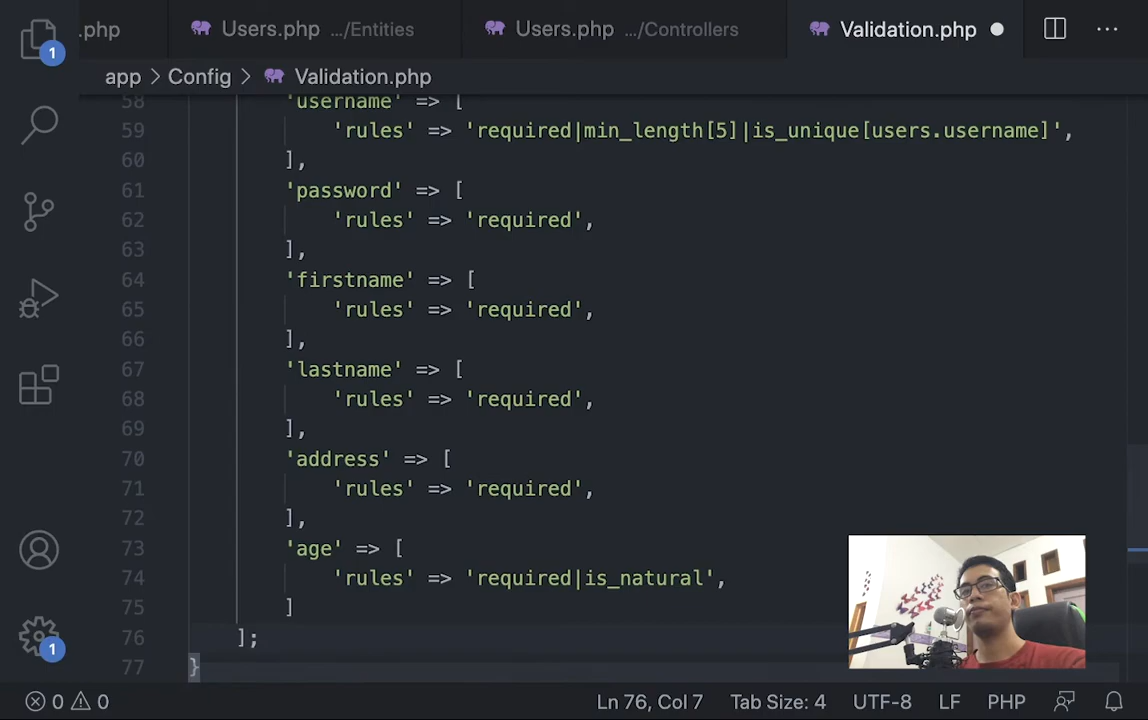 .php
Users.php .../Entities
Users.php .../Controllers
Validation.php
app > Config > Validation.php
1
58 'username' => [
59 'rules' => 'required|min_length[5]|is_unique[users.username]',
60 ],
61 'password' => [
62 'rules' => 'required',
63 ],
64 'firstname' => [
65 'rules' => 'required',
66 ],
67 'lastname' => [
68 'rules' => 'required',
69 ],
70 'address' => [
71 'rules' => 'required',
72 ],
73 'age' => [
74 'rules' => 'required|is_natural',
75 ]
76 ];
77 }
1
0 0 Ln 76, Col 7 Tab Size: 4 UTF-8 LF PHP